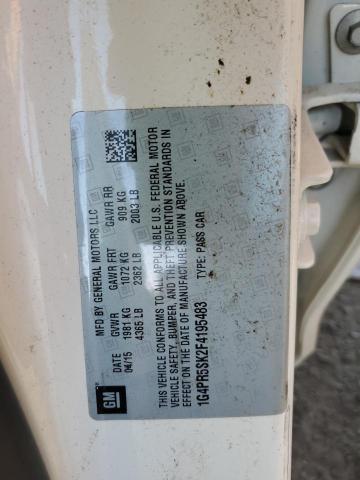 GM
MFD BY GENERAL MOTORS LLC
DATE GVWR GAWR FRT GAWR RR
04/15 1981 KG 1072 KG 909 KG
4365 LB 2362 LB 2003 LB
THIS VEHICLE CONFORMS TO ALL APPLICABLE U.S. FEDERAL MOTOR
VEHICLE SAFETY, BUMPER, AND THEFT PREVENTION STANDARDS IN
EFFECT ON THE DATE OF MANUFACTURE SHOWN ABOVE.
1G4PR5SK2F4195483 TYPE: PASS CAR